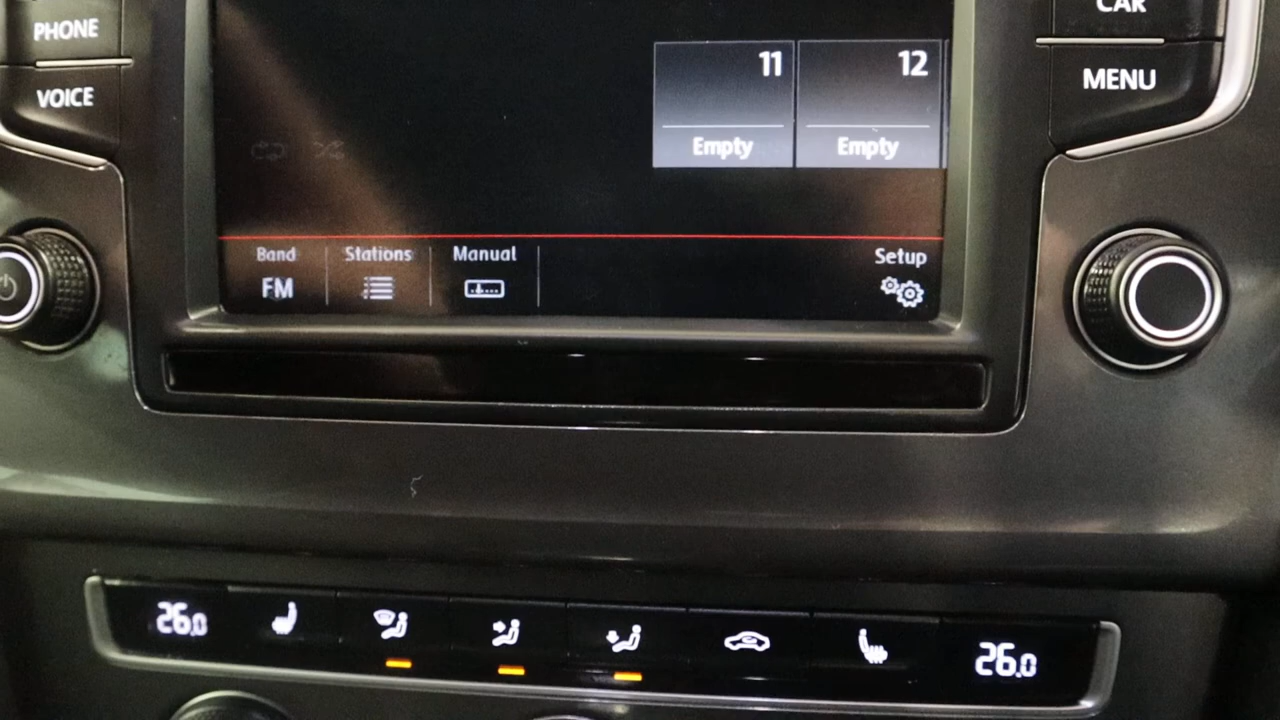 PHONE
VOICE
CAR
MENU
11
12
Empty
Empty
Band
Stations
Manual
Setup
FM
26.0
26.0